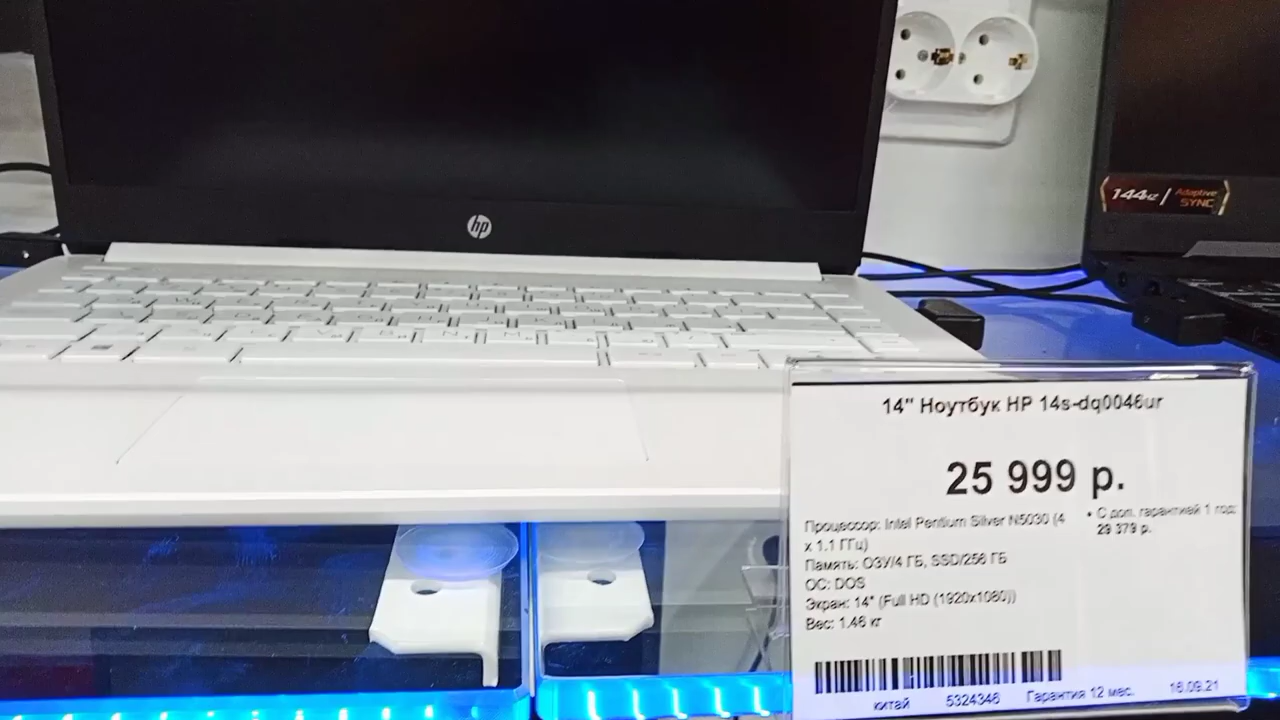 hp
144HZ | Adaptive SYNC
14" Ноутбук HP 14s-dq0046ur
25 999 р.
Процессор: Intel Pentium Silver N5030 (4
x 1.1 ГГц)
Память: ОЗУ/4 ГБ, SSD/256 ГБ
ОС: DOS
Экран: 14" (Full HD (1920x1080))
Вес: 1.46 кг
• С доп. гарантией 1 год:
29 379 р.
китай 5324346 Гарантия 12 мес. 16.09.21